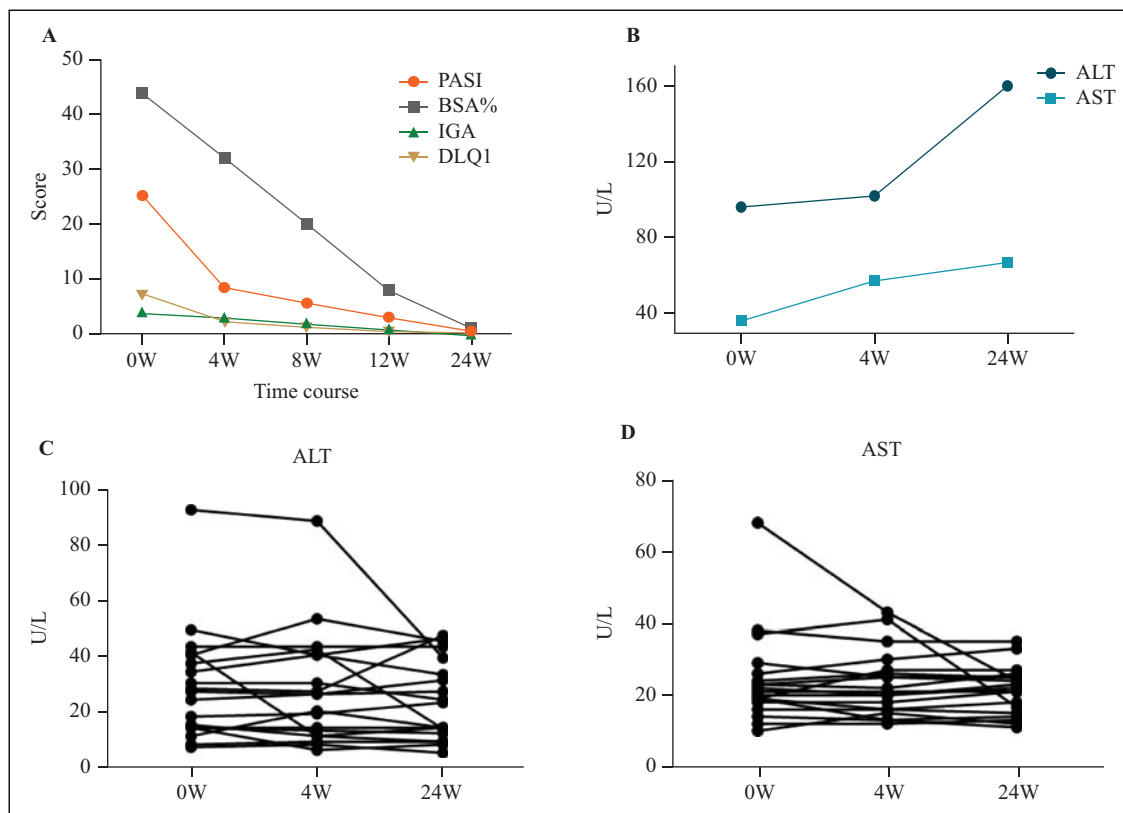 A
50
40
30
20
10
0
Score
0W 4W 8W 12W 24W
Time course
PASI
BSA%
IGA
DLQ1
B
160
120
80
40
U/L
0W 4W 24W
ALT
AST
C
ALT
100
80
60
40
20
0
U/L
0W 4W 24W
D
AST
80
60
40
20
0
U/L
0W 4W 24W